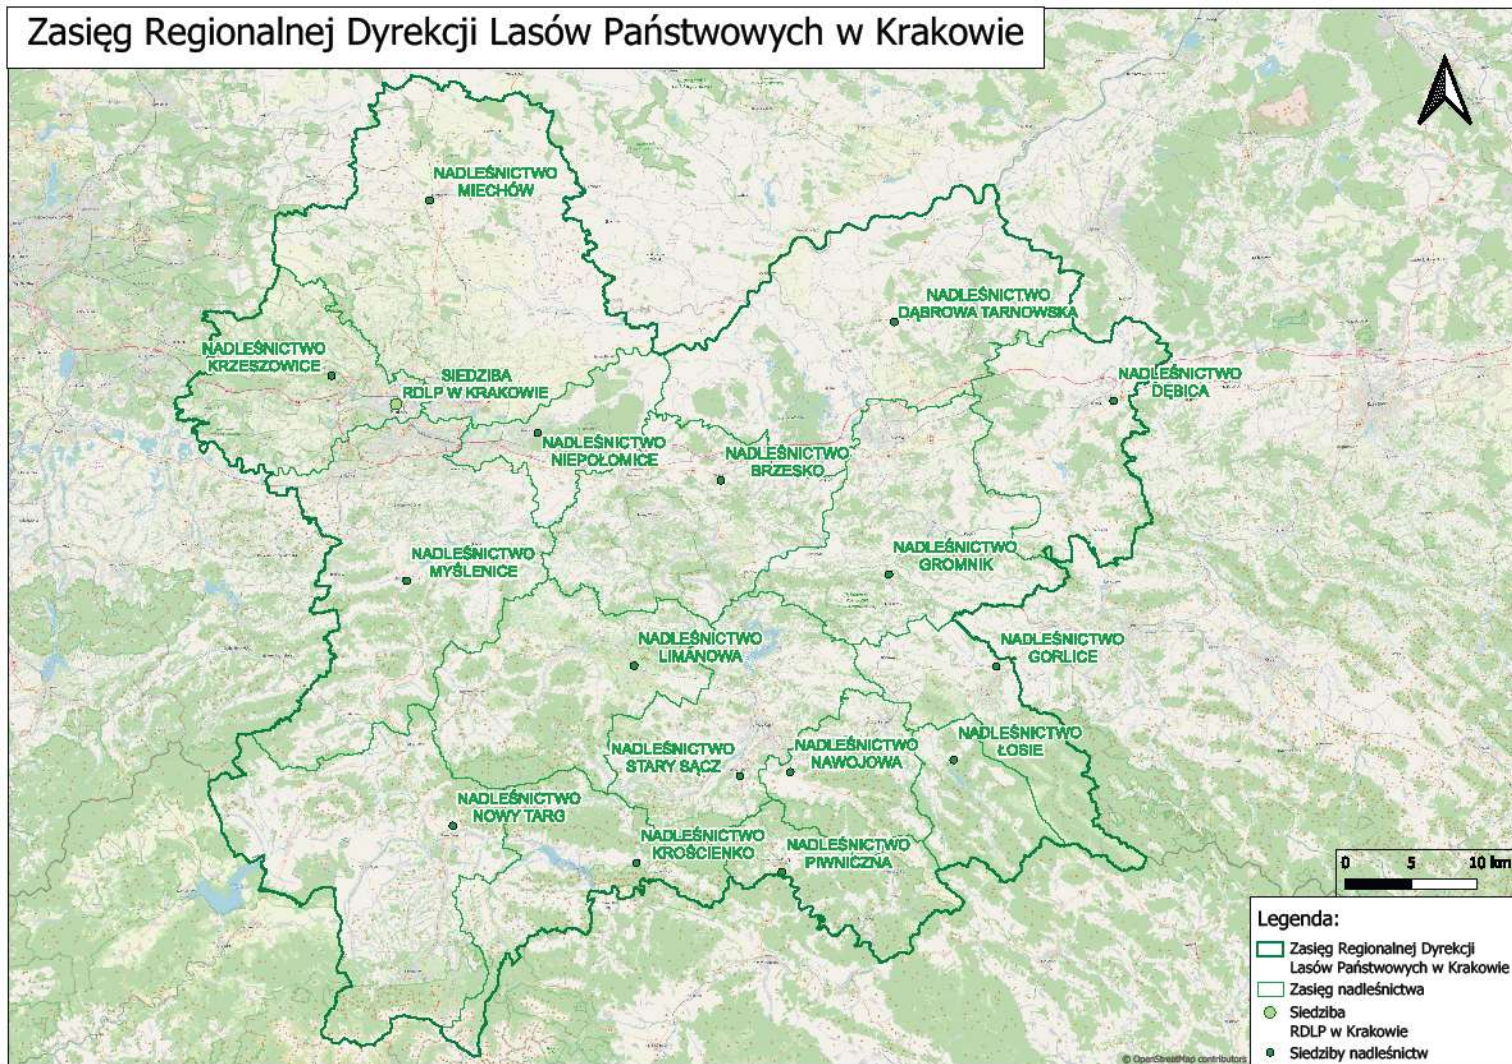 Zasięg Regionalnej Dyrekcji Lasów Państwowych w Krakowie
NADLEŚNICTWO
MIECHÓW
NADLEŚNICTWO
DĄBROWA TARNOWSKA
NADLEŚNICTWO
KRZESZOWICE
SIEDZIBA
RDLP W KRAKOWIE
NADLEŚNICTWO
DĘBICA
NADLEŚNICTWO
NIEPOŁOMICE
NADLEŚNICTWO
BRZESKO
NADLEŚNICTWO
MYŚLENICE
NADLEŚNICTWO
GROMNIK
NADLEŚNICTWO
LIMANOWA
NADLEŚNICTWO
GORLICE
NADLEŚNICTWO
STARY SĄCZ
NADLEŚNICTWO
NAWOJOWA
NADLEŚNICTWO
ŁOSIE
NADLEŚNICTWO
NOWY TARG
NADLEŚNICTWO
KROŚCIENKO
NADLEŚNICTWO
PIWNICZNA
0 5 10 km
Legenda:
Zasięg Regionalnej Dyrekcji
Lasów Państwowych w Krakowie
Zasięg nadleśnictwa
Siedziba
RDLP w Krakowie
Siedziby nadleśnictw
© OpenStreetMap contributors